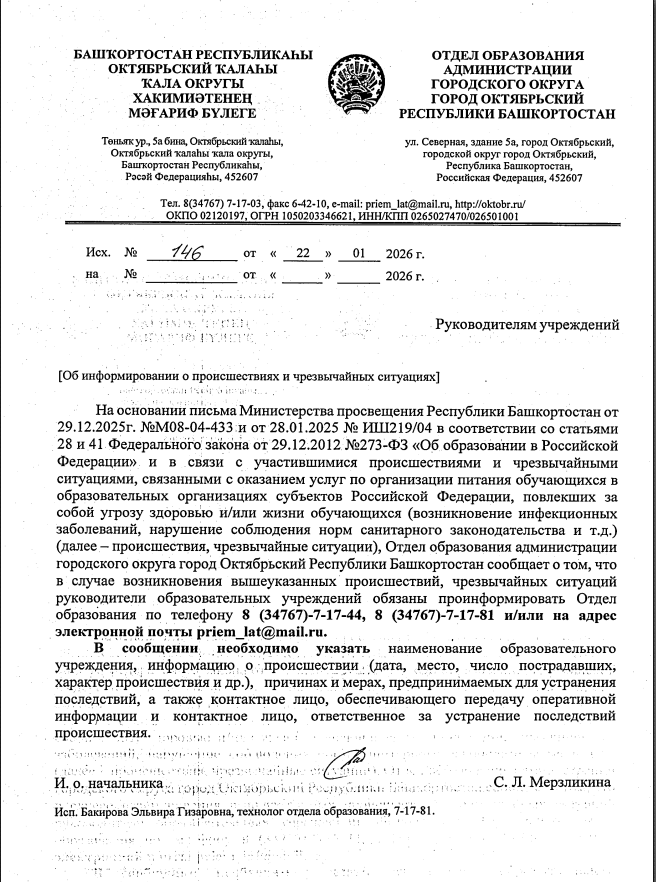 БАШҠОРТОСТАН РЕСПУБЛИКАҺЫ
ОКТЯБРЬСКИЙ ҠАЛАҺЫ
ҠАЛА ОКРУГЫ
ХАКИМИӘТЕНЕҢ
МӘҒАРИФ БҮЛЕГЕ
Төньяҡ ур., 5а бина, Октябрьский ҡалаһы,
Октябрьский ҡалаһы ҡала округы,
Башҡортостан Республикаһы,
Рәсәй Федерацияһы, 452607
ОТДЕЛ ОБРАЗОВАНИЯ
АДМИНИСТРАЦИИ
ГОРОДСКОГО ОКРУГА
ГОРОД ОКТЯБРЬСКИЙ
РЕСПУБЛИКИ БАШКОРТОСТАН
ул. Северная, здание 5а, город Октябрьский,
городской округ город Октябрьский,
Республика Башкортостан,
Российская Федерация, 452607
Тел. 8(34767) 7-17-03, факс 6-42-10, e-mail: priem_lat@mail.ru, http://oktobr.ru/
ОКПО 02120197, ОГРН 1050203346621, ИНН/КПП 0265027470/026501001
Исх. № 146 от « 22 » 01 2026 г.
на № от « » 2026 г.
Руководителям учреждений
[Об информировании о происшествиях и чрезвычайных ситуациях]
На основании письма Министерства просвещения Республики Башкортостан от
29.12.2025г. №М08-04-433 и от 28.01.2025 № ИШ219/04 в соответствии со статьями
28 и 41 Федерального закона от 29.12.2012 №273-ФЗ «Об образовании в Российской
Федерации» и в связи с участившимися происшествиями и чрезвычайными
ситуациями, связанными с оказанием услуг по организации питания обучающихся в
образовательных организациях субъектов Российской Федерации, повлекших за
собой угрозу здоровью и/или жизни обучающихся (возникновение инфекционных
заболеваний, нарушение соблюдения норм санитарного законодательства и т.д.)
(далее – происшествия, чрезвычайные ситуации), Отдел образования администрации
городского округа город Октябрьский Республики Башкортостан сообщает о том, что
в случае возникновения вышеуказанных происшествий, чрезвычайных ситуаций
руководители образовательных учреждений обязаны проинформировать Отдел
образования по телефону 8 (34767)-7-17-44, 8 (34767)-7-17-81 и/или на адрес
электронной почты priem_lat@mail.ru.
В сообщении необходимо указать наименование образовательного
учреждения, информацию о происшествии (дата, место, число пострадавших,
характер происшествия и др.), причинах и мерах, предпринимаемых для устранения
последствий, а также контактное лицо, обеспечивающего передачу оперативной
информации и контактное лицо, ответственное за устранение последствий
происшествия.
И. о. начальника С. Л. Мерзликина
Исп. Бакирова Эльвира Гизаровна, технолог отдела образования, 7-17-81.